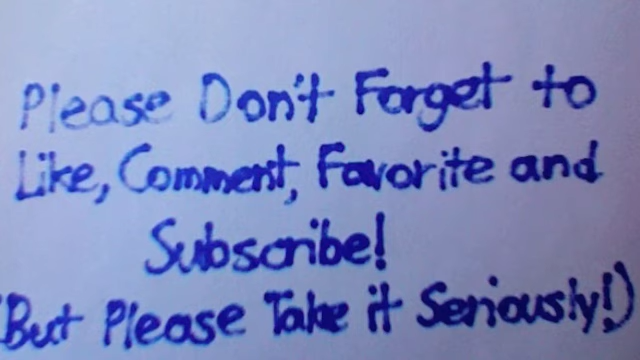 Please Don't Forget to
Like, Comment, Favorite and
Subscribe!
(But Please Take it Seriously!)